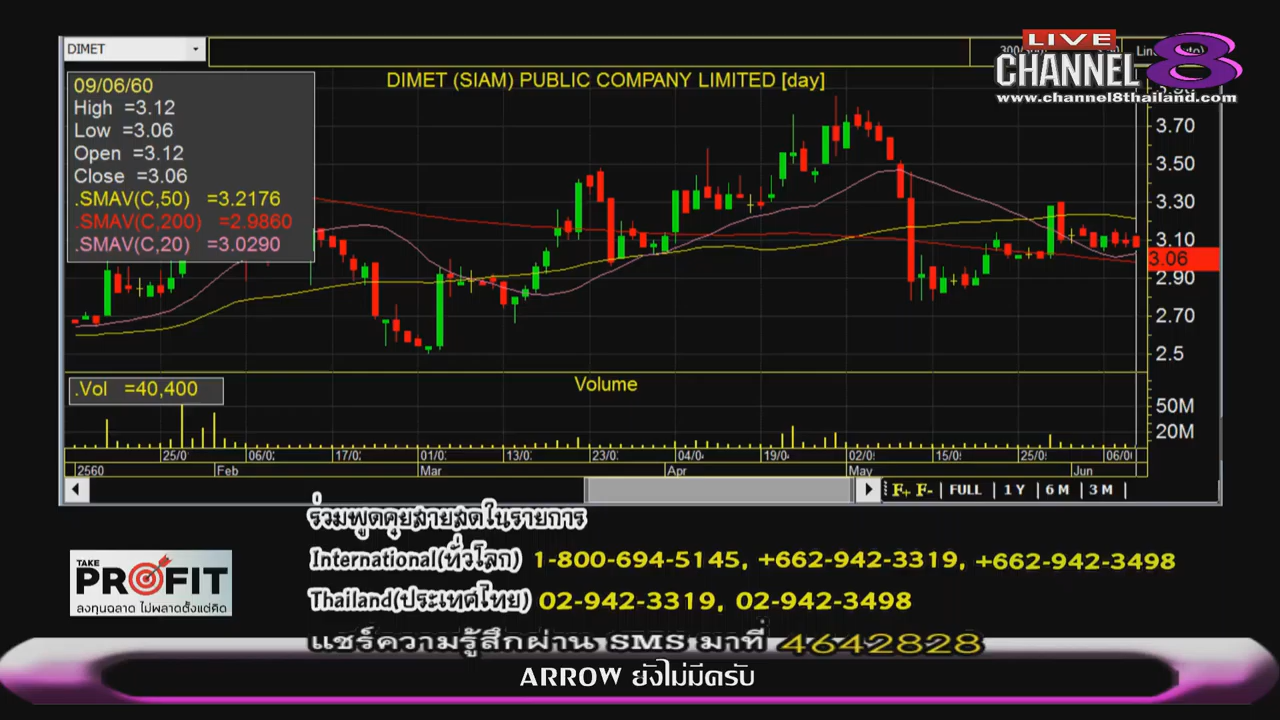 DIMET
LIVE
CHANNEL 8
www.channel8thailand.com
DIMET (SIAM) PUBLIC COMPANY LIMITED [day]
09/06/60
High =3.12
Low =3.06
Open =3.12
Close =3.06
.SMAV(C,50) =3.2176
.SMAV(C,200) =2.9860
.SMAV(C,20) =3.0290
3.70
3.50
3.30
3.10
3.06
2.90
2.70
2.5
.Vol =40,400
Volume
50M
20M
25/0 06/0 17/0 01/0 13/0 23/0 04/0 19/0 02/0 15/0 25/0 06/0
2560 Feb Mar Apr May Jun
F+ F- | FULL | 1 Y | 6 M | 3 M |
ร่วมพูดคุยสายสดในรายการ
International(ทั่วโลก) 1-800-694-5145, +662-942-3319, +662-942-3498
TAKE
PROFIT
ลงทุนฉลาด ไม่พลาดตั้งแต่คิด
Thailand(ประเทศไทย) 02-942-3319, 02-942-3498
แชร์ความรู้สึกผ่าน SMS มาที่ 4642828
ARROW ยังไม่มีครับ